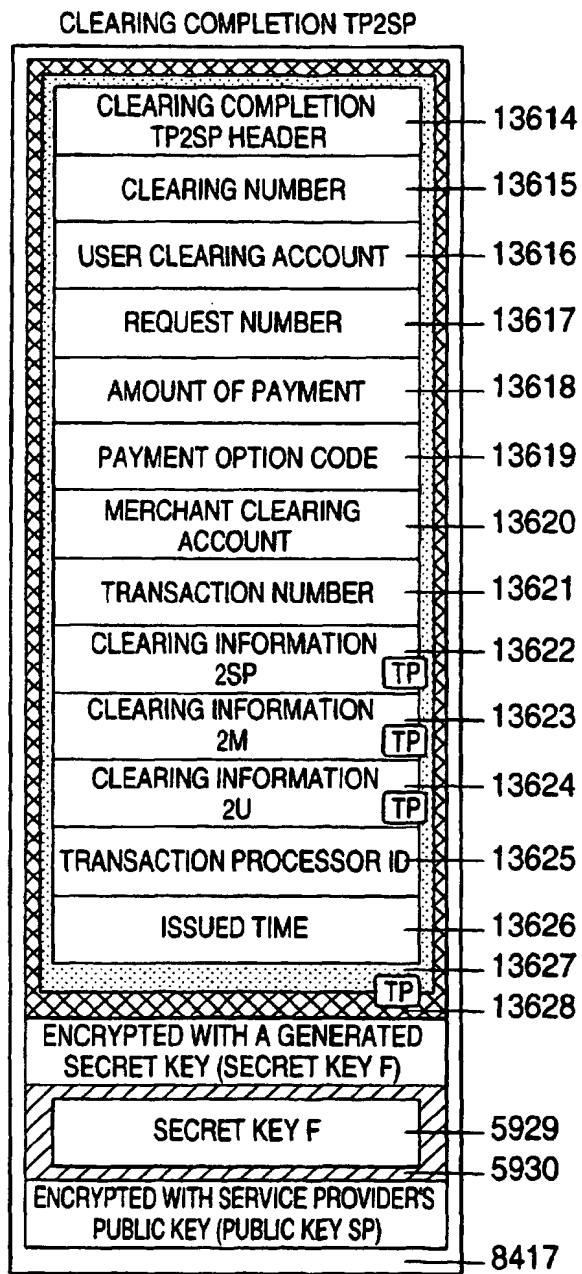 CLEARING COMPLETION TP2SP
CLEARING COMPLETION
TP2SP HEADER
13614
CLEARING NUMBER
13615
USER CLEARING ACCOUNT
13616
REQUEST NUMBER
13617
AMOUNT OF PAYMENT
13618
PAYMENT OPTION CODE
13619
MERCHANT CLEARING
ACCOUNT
13620
TRANSACTION NUMBER
13621
CLEARING INFORMATION
2SP
TP
13622
CLEARING INFORMATION
2M
TP
13623
CLEARING INFORMATION
2U
TP
13624
TRANSACTION PROCESSOR ID
13625
ISSUED TIME
13626
13627
TP
13628
ENCRYPTED WITH A GENERATED
SECRET KEY (SECRET KEY F)
SECRET KEY F
5929
5930
ENCRYPTED WITH SERVICE PROVIDER'S
PUBLIC KEY (PUBLIC KEY SP)
8417